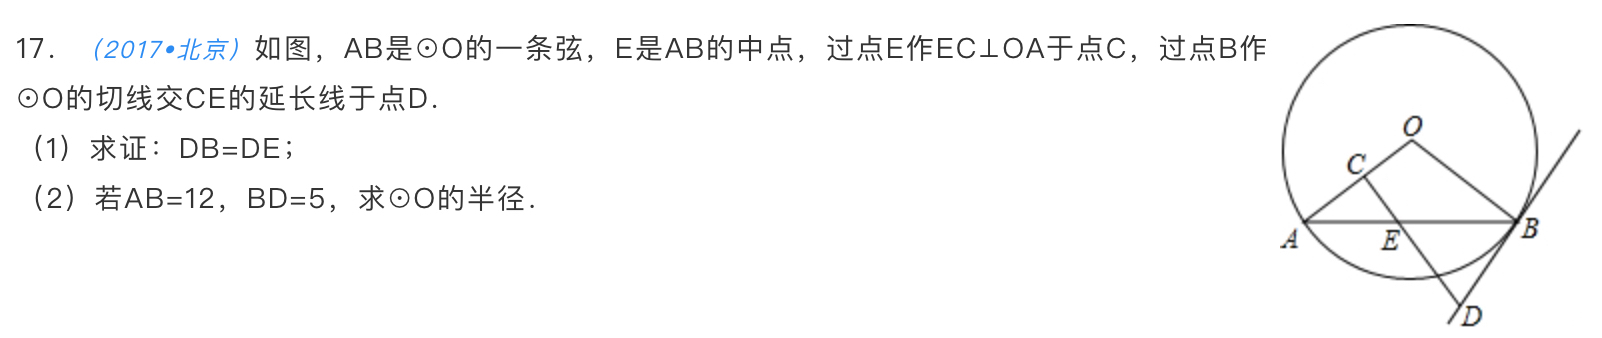 17. （2017•北京）如图，AB是⊙O的一条弦，E是AB的中点，过点E作EC⊥OA于点C，过点B作
⊙O的切线交CE的延长线于点D.
（1）求证：DB=DE；
（2）若AB=12，BD=5，求⊙O的半径.
O
C
A
E
B
D